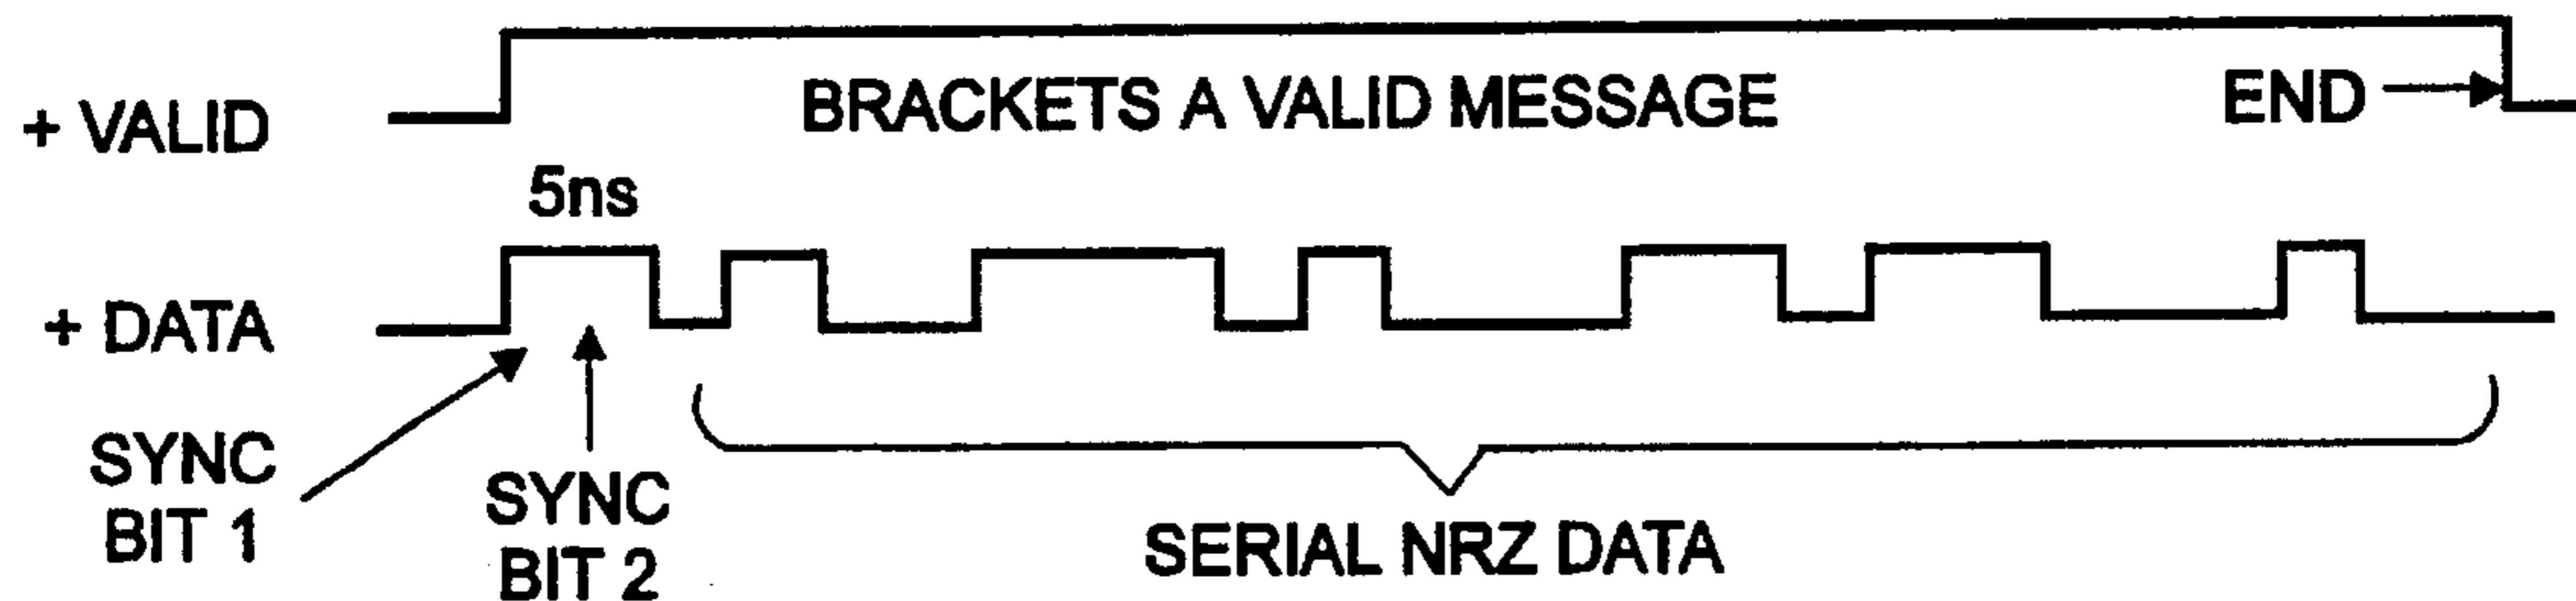 + VALID
BRACKETS A VALID MESSAGE
END
5ns
+ DATA
SYNC
BIT 1
SYNC
BIT 2
SERIAL NRZ DATA